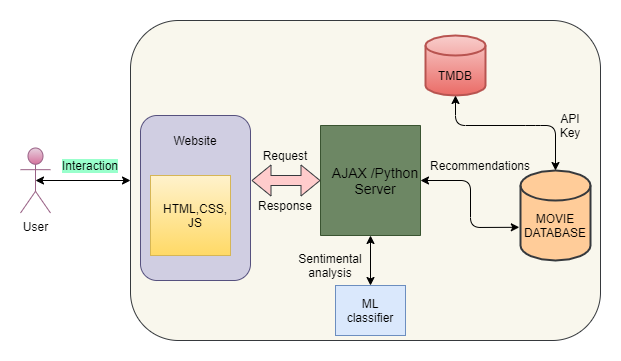 TMDB
API
Key
Website
Interaction
Request
Recommendations
AJAX /Python
Server
HTML,CSS,
JS
Response
User
MOVIE
DATABASE
Sentimental
analysis
ML
classifier